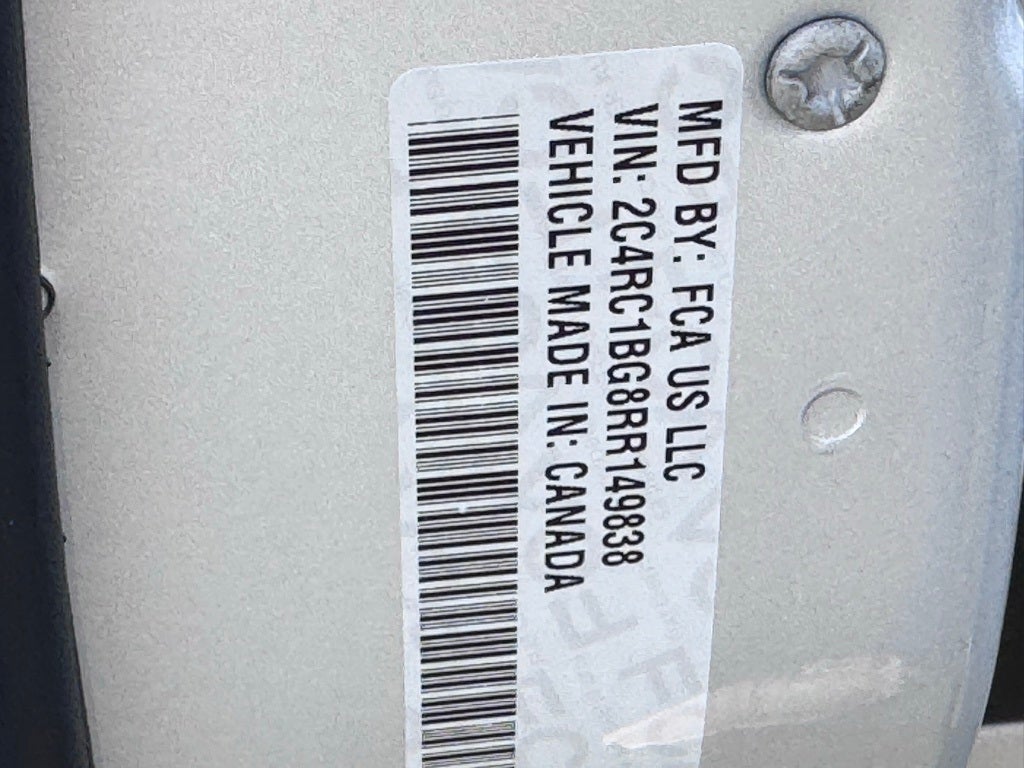 MFD BY: FCA US LLC
VIN: 2C4RC1BG8RR149838
VEHICLE MADE IN: CANADA